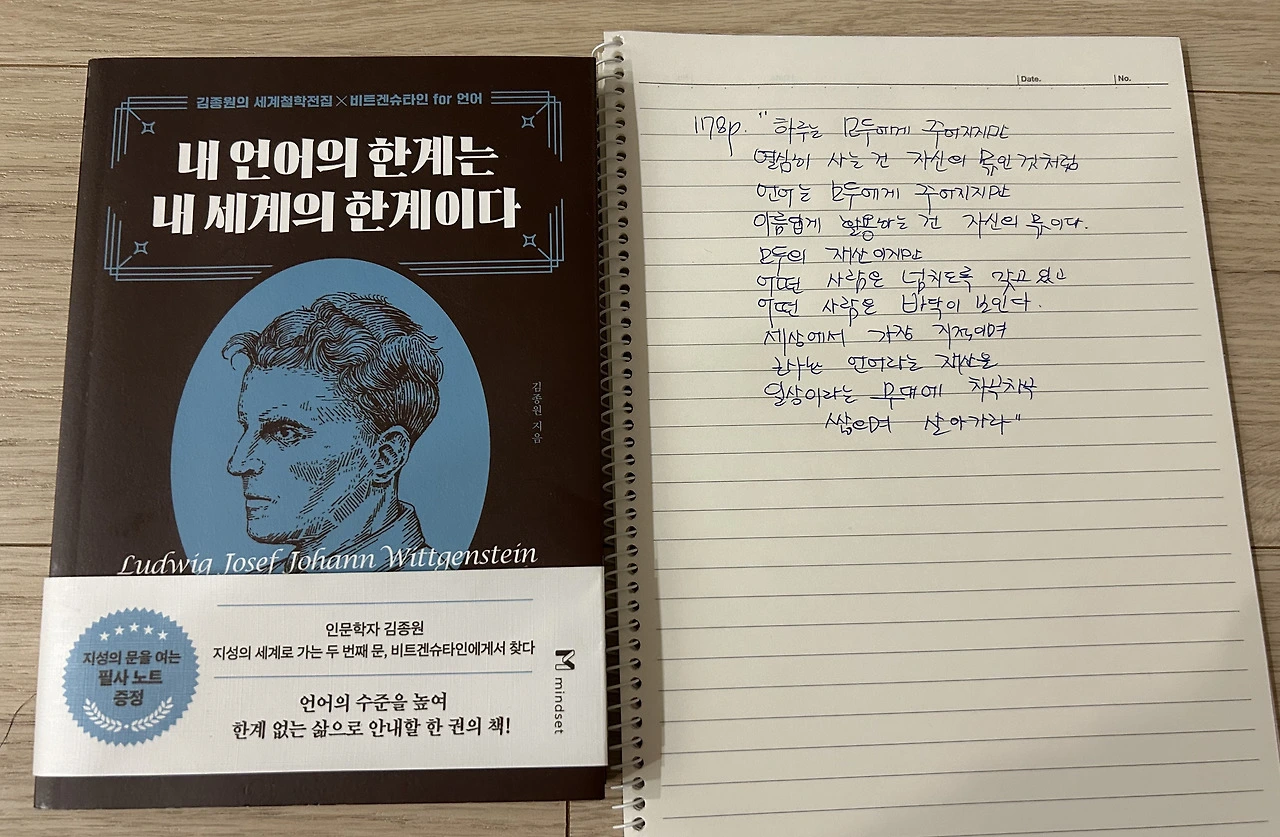 김종원의 세계철학전집×비트겐슈타인 for 언어
내 언어의 한계는
내 세계의 한계이다
김종원 지음
Ludwig Josef Johann Wittgenstein
인문학자 김종원
지성의 세계로 가는 두 번째 문, 비트겐슈타인에게서 찾다
언어의 수준을 높여
한계 없는 삶으로 안내할 한 권의 책!
지성의 문을 여는
필사 노트
증정
mindset
Date.
No.
178p. "하루는 모두에게 주어지지만
열심히 사는 건 자신의 몫인 것처럼
언어는 모두에게 주어지지만
아름답게 활용하는 건 자신의 몫이다.
모두의 재산이지만
어떤 사람은 넘치도록 갖고 있고
어떤 사람은 바닥이 보인다.
세상에서 가장 지적이며
빛나는 언어라는 재산을
일상이라는 무대에 차곡차곡
쌓으며 살아가라"